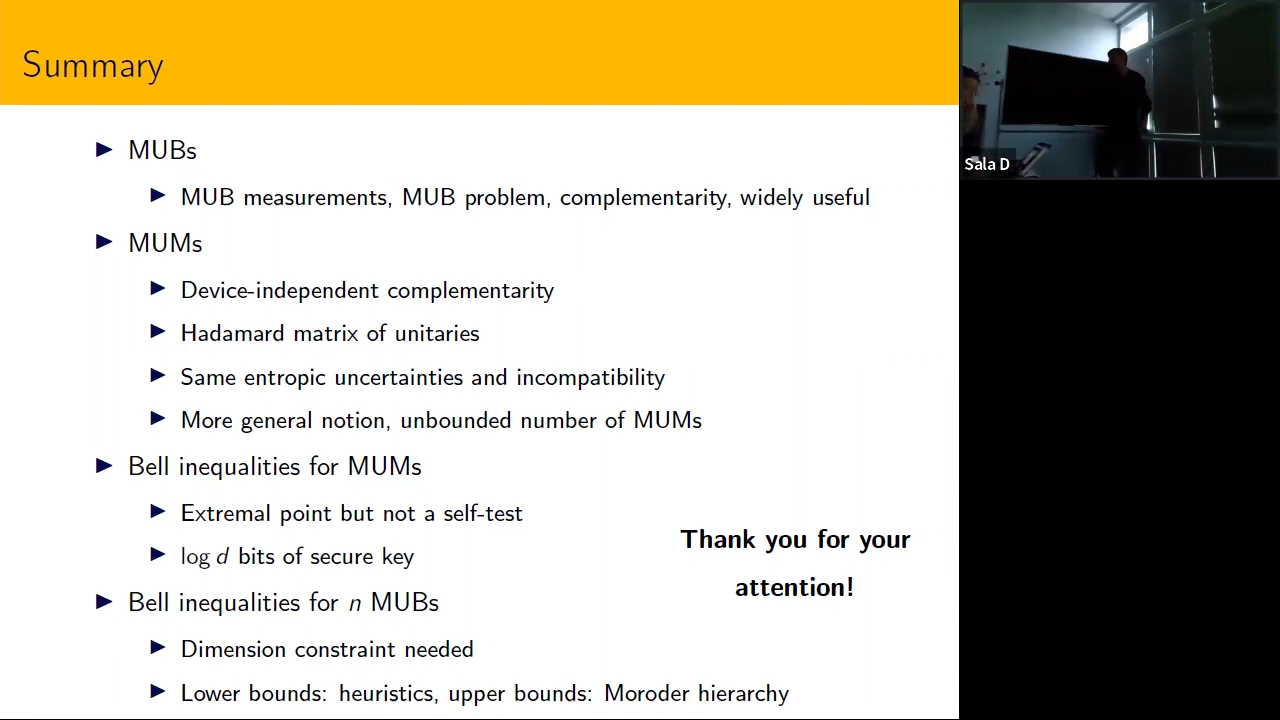 Summary
MUBs
MUB measurements, MUB problem, complementarity, widely useful
MUMs
Device-independent complementarity
Hadamard matrix of unitaries
Same entropic uncertainties and incompatibility
More general notion, unbounded number of MUMs
Bell inequalities for MUMs
Extremal point but not a self-test
log d bits of secure key
Bell inequalities for n MUBs
Dimension constraint needed
Lower bounds: heuristics, upper bounds: Moroder hierarchy
Thank you for your
attention!
Sala D